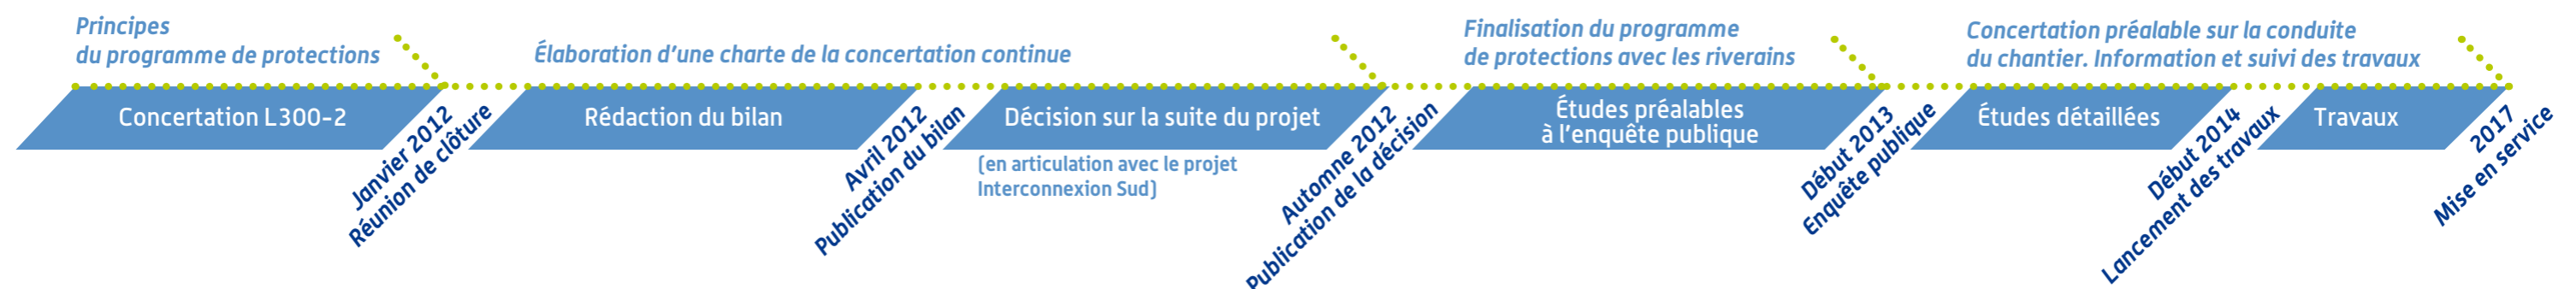 Principes
du programme de protections
Élaboration d’une charte de la concertation continue
Finalisation du programme
de protections avec les riverains
Concertation préalable sur la conduite
du chantier. Information et suivi des travaux
Concertation L300-2
Janvier 2012
Réunion de clôture
Rédaction du bilan
Avril 2012
Publication du bilan
Décision sur la suite du projet
(en articulation avec le projet
Interconnexion Sud)
Automne 2012
Publication de la décision
Études préalables
à l’enquête publique
Début 2013
Enquête publique
Études détaillées
Début 2014
Lancement des travaux
Travaux
2017
Mise en service